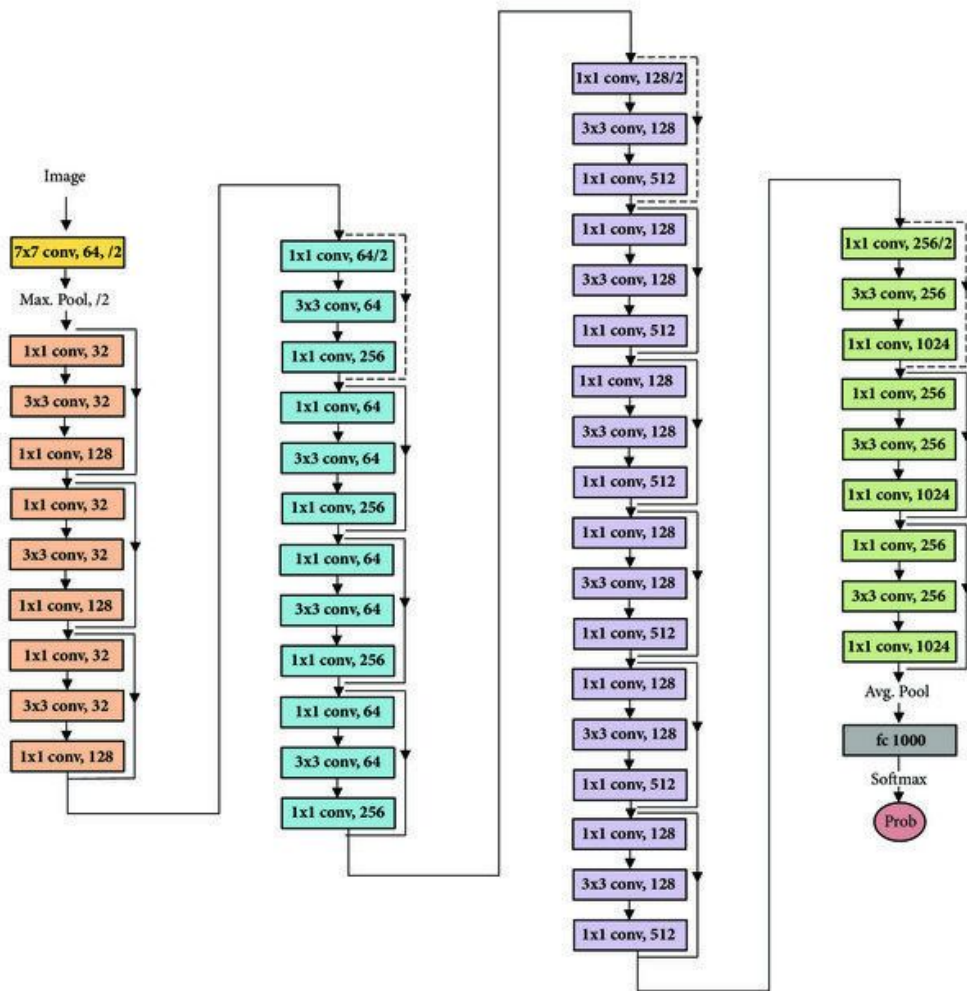 Image
7x7 conv, 64, /2
Max. Pool, /2
1x1 conv, 32
3x3 conv, 32
1x1 conv, 128
1x1 conv, 32
3x3 conv, 32
1x1 conv, 128
1x1 conv, 32
3x3 conv, 32
1x1 conv, 128
1x1 conv, 64/2
3x3 conv, 64
1x1 conv, 256
1x1 conv, 64
3x3 conv, 64
1x1 conv, 256
1x1 conv, 64
3x3 conv, 64
1x1 conv, 256
1x1 conv, 64
3x3 conv, 64
1x1 conv, 256
1x1 conv, 128/2
3x3 conv, 128
1x1 conv, 512
1x1 conv, 128
3x3 conv, 128
1x1 conv, 512
1x1 conv, 128
3x3 conv, 128
1x1 conv, 512
1x1 conv, 128
3x3 conv, 128
1x1 conv, 512
1x1 conv, 128
3x3 conv, 128
1x1 conv, 512
1x1 conv, 128
3x3 conv, 128
1x1 conv, 512
1x1 conv, 256/2
3x3 conv, 256
1x1 conv, 1024
1x1 conv, 256
3x3 conv, 256
1x1 conv, 1024
1x1 conv, 256
3x3 conv, 256
1x1 conv, 1024
Avg. Pool
fc 1000
Softmax
Prob